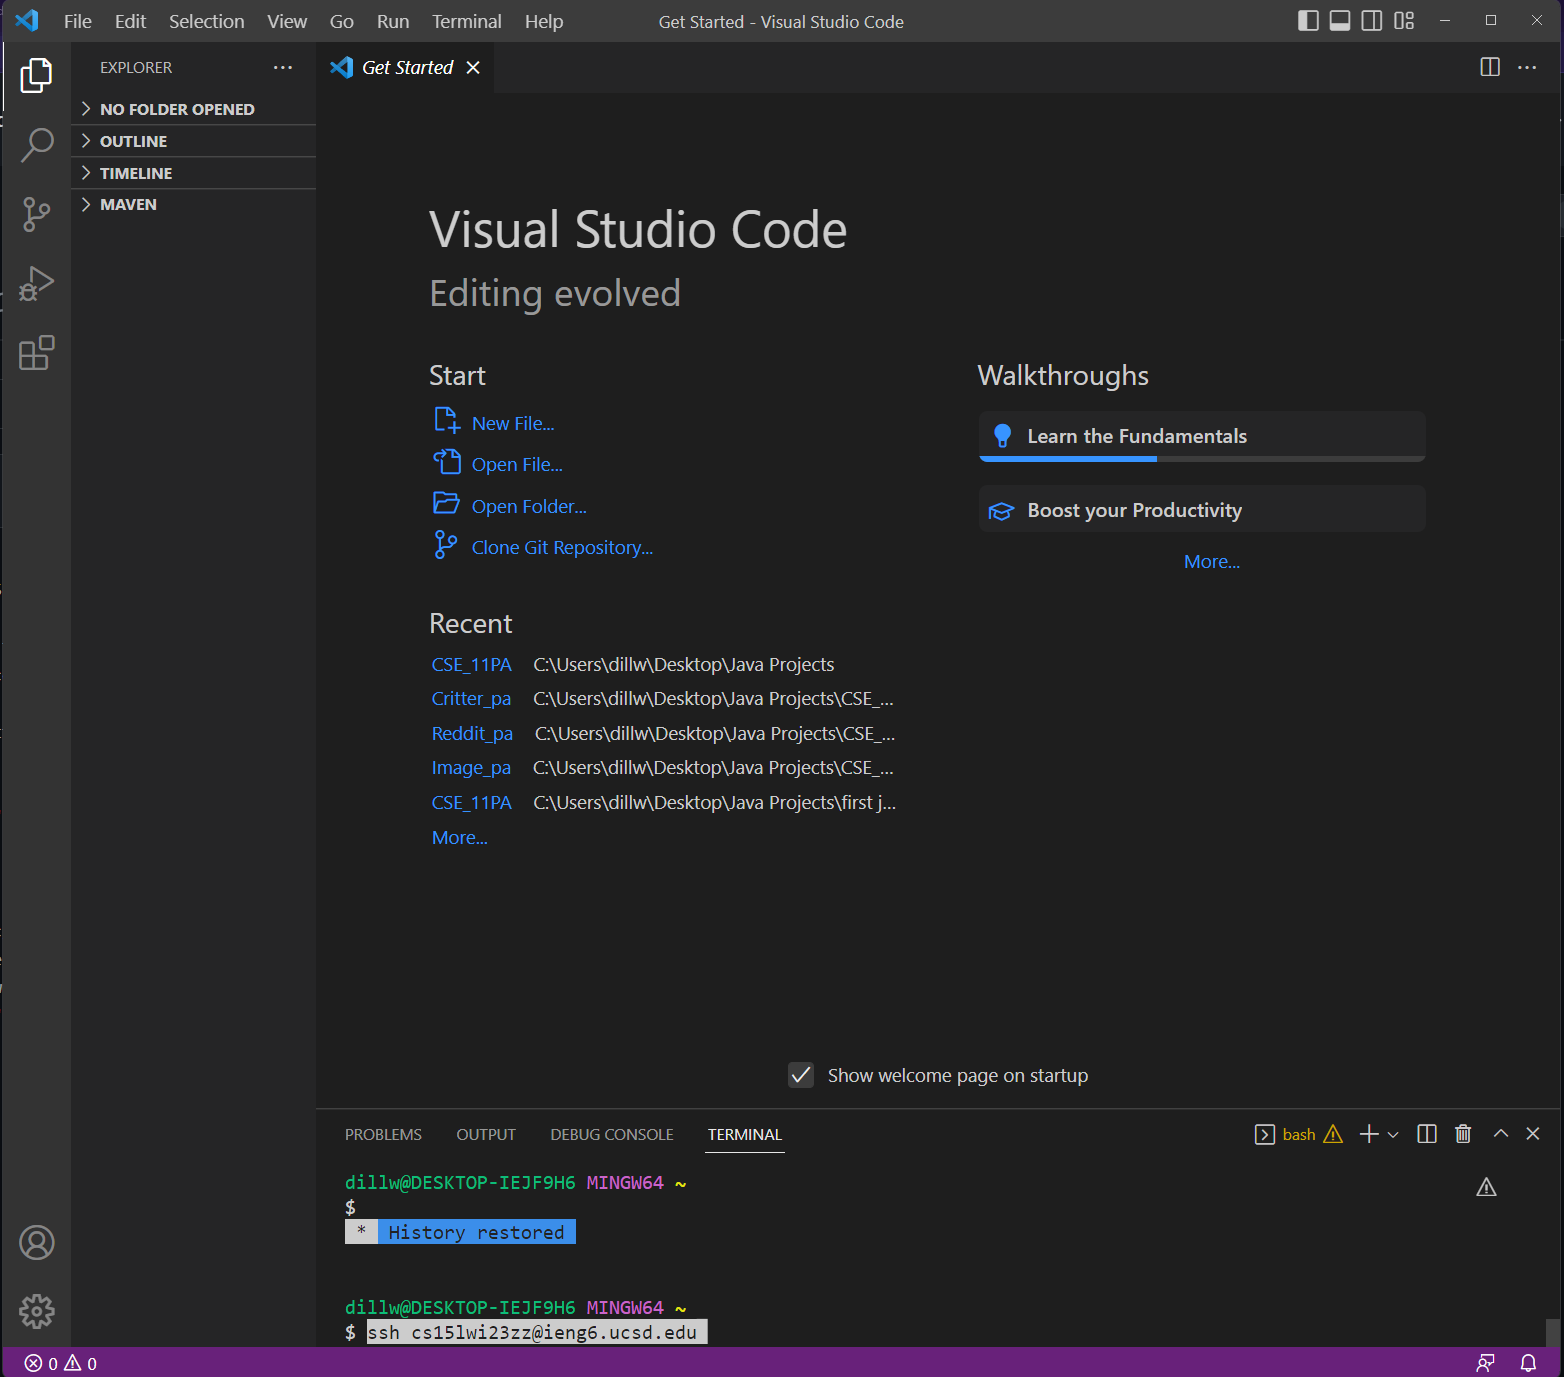 File Edit Selection View Go Run Terminal Help Get Started - Visual Studio Code
EXPLORER
Get Started
NO FOLDER OPENED
OUTLINE
TIMELINE
MAVEN
Visual Studio Code
Editing evolved
Start
New File...
Open File...
Open Folder...
Clone Git Repository...
Walkthroughs
Learn the Fundamentals
Boost your Productivity
More...
Recent
CSE_11PA C:\Users\dillw\Desktop\Java Projects
Critter_pa C:\Users\dillw\Desktop\Java Projects\CSE_...
Reddit_pa C:\Users\dillw\Desktop\Java Projects\CSE_...
Image_pa C:\Users\dillw\Desktop\Java Projects\CSE_...
CSE_11PA C:\Users\dillw\Desktop\Java Projects\first j...
More...
Show welcome page on startup
PROBLEMS OUTPUT DEBUG CONSOLE TERMINAL bash
dillw@DESKTOP-IEJF9H6 MINGW64 ~
$
* History restored
dillw@DESKTOP-IEJF9H6 MINGW64 ~
$ ssh cs15lwi23zz@ieng6.ucsd.edu
0 0